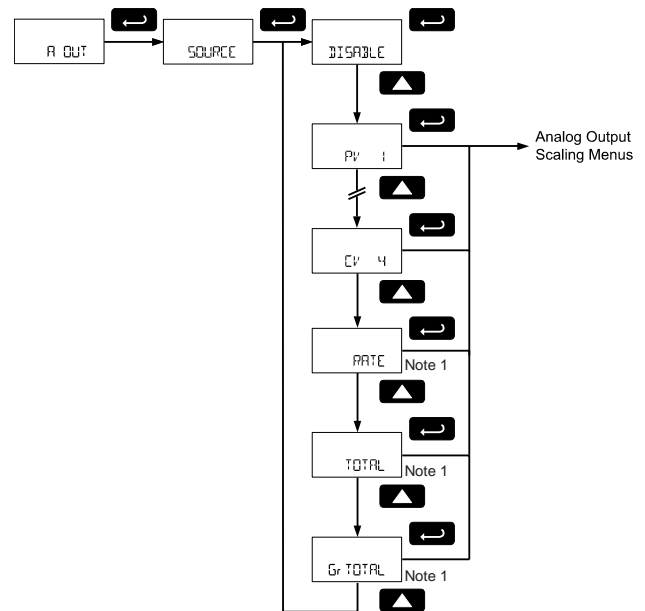 A OUT
SOURCE
DISABLE
PV 1
Analog Output
Scaling Menus
CV 4
RATE
Note 1
TOTAL
Note 1
Gr TOTAL
Note 1